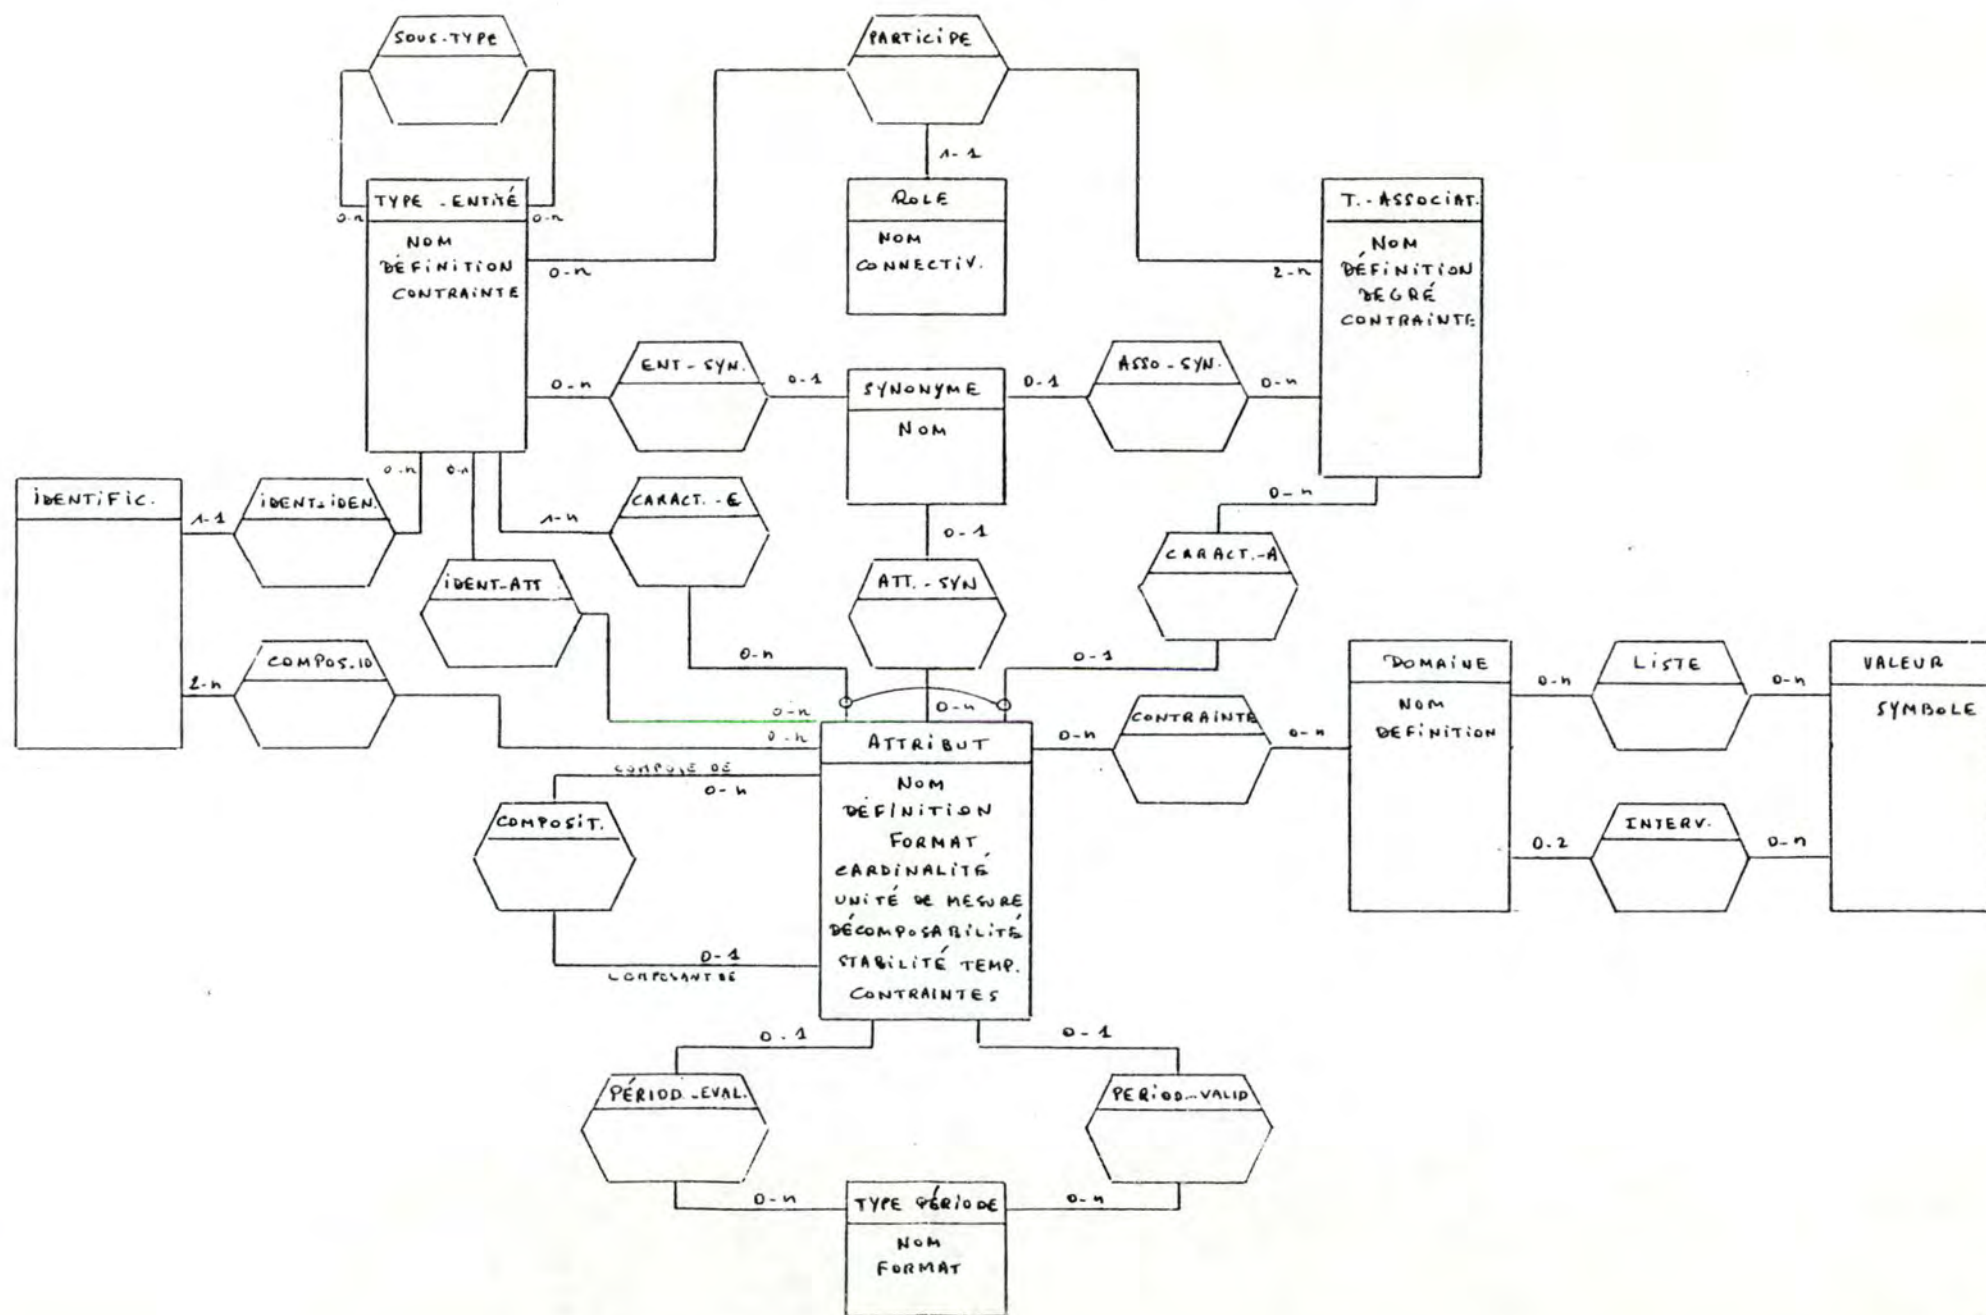 SOUS-TYPE
PARTICIPE
1-1
TYPE-ENTITÉ
0-n
0-n
NOM
DÉFINITION
CONTRAINTE
0-n
ROLE
NOM
CONNECTIV.
T.-ASSOCIAT.
2-n
NOM
DÉFINITION
DEGRÉ
CONTRAINTE
0-n
ENT-SYN.
0-1
SYNONYME
NOM
0-1
ASSO-SYN.
0-n
IDENTIFIC.
1-1
IDENT-IDEN.
0-n
0-n
1-n
CARACT.-E
0-1
0-n
CARACT.-A
IDENT-ATT
ATT.-SYN
2-n
COMPOS.ID
0-n
0-1
0-n
0-n
0-n
ATTRIBUT
NOM
DÉFINITION
FORMAT
CARDINALITÉ
UNITÉ DE MESURE
DÉCOMPOSABILITÉ
STABILITÉ TEMP.
CONTRAINTES
0-n
CONTRAINTE
0-n
DOMAINE
NOM
DEFINITION
0-n
LISTE
0-n
VALEUR
SYMBOLE
0-2
INTERV.
0-n
COMPOSÉ DE
0-n
COMPOSIT.
0-1
COMPOSANT DE
0-1
0-1
PÉRIOD-EVAL.
PERIOD-VALID
0-n
0-n
TYPE PÉRIODE
NOM
FORMAT